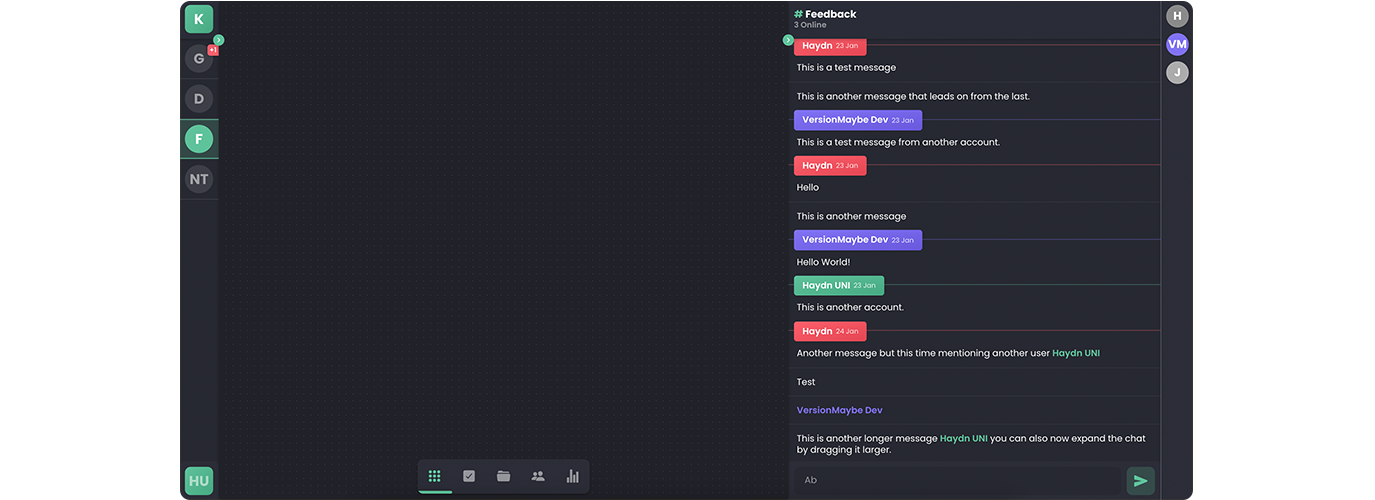 K
G
+1
D
F
NT
HU
# Feedback
3 Online
Haydn 23 Jan
This is a test message
This is another message that leads on from the last.
VersionMaybe Dev 23 Jan
This is a test message from another account.
Haydn 23 Jan
Hello
This is another message
VersionMaybe Dev 23 Jan
Hello World!
Haydn UNI 23 Jan
This is another account.
Haydn 24 Jan
Another message but this time mentioning another user Haydn UNI
Test
VersionMaybe Dev
This is another longer message Haydn UNI you can also now expand the chat
by dragging it larger.
Ab
H
VM
J